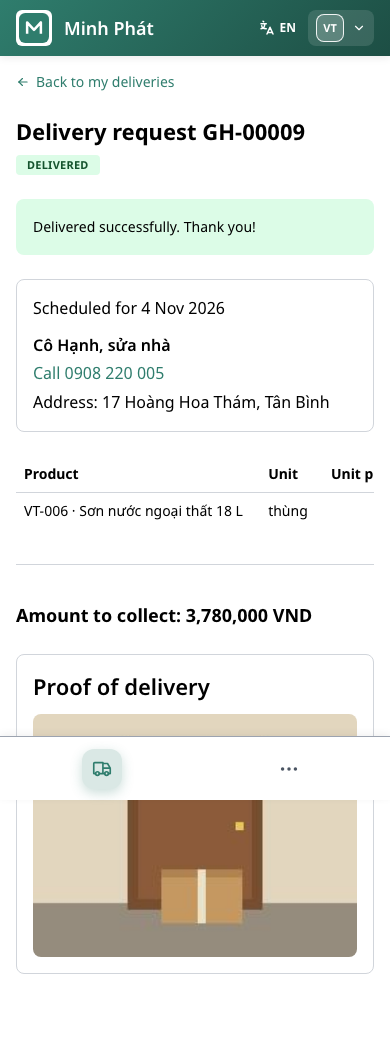 Minh Phát
EN
VT
Back to my deliveries
Delivery request GH-00009
DELIVERED
Delivered successfully. Thank you!
Scheduled for 4 Nov 2026
Cô Hạnh, sửa nhà
Call 0908 220 005
Address: 17 Hoàng Hoa Thám, Tân Bình
Product Unit Unit p
VT-006 · Sơn nước ngoại thất 18 L thùng
Amount to collect: 3,780,000 VND
Proof of delivery